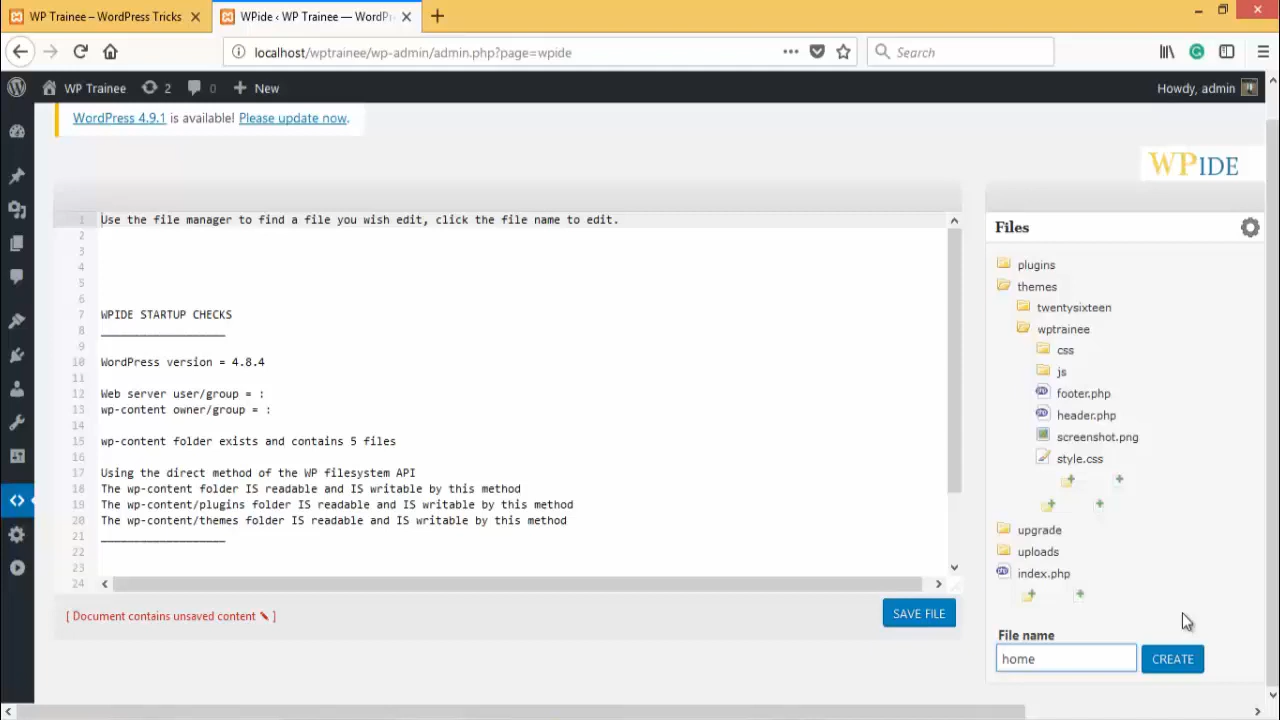 WP Trainee – WordPress Tricks
WPide ‹ WP Trainee — WordPr
localhost/wptrainee/wp-admin/admin.php?page=wpide
Search
WP Trainee 2 0 New
Howdy, admin
WordPress 4.9.1 is available! Please update now.
WPIDE
1 Use the file manager to find a file you wish edit, click the file name to edit.
2
3
4
5
6
7 WPIDE STARTUP CHECKS
8 ___________________
9
10 WordPress version = 4.8.4
11
12 Web server user/group = :
13 wp-content owner/group = :
14
15 wp-content folder exists and contains 5 files
16
17 Using the direct method of the WP filesystem API
18 The wp-content folder IS readable and IS writable by this method
19 The wp-content/plugins folder IS readable and IS writable by this method
20 The wp-content/themes folder IS readable and IS writable by this method
21 ___________________
22
23
24
[ Document contains unsaved content ]
SAVE FILE
Files
plugins
themes
twentysixteen
wptrainee
css
js
footer.php
header.php
screenshot.png
style.css
upgrade
uploads
index.php
File name
home
CREATE